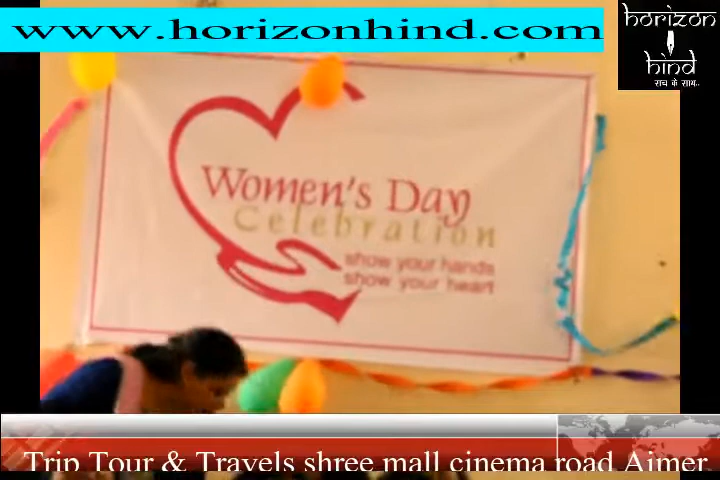 www.horizonhind.com
horizon
hind
सच के साथ..
Women's Day
Celebration
show your hands
show your heart
Trip Tour & Travels shree mall cinema road Ajmer